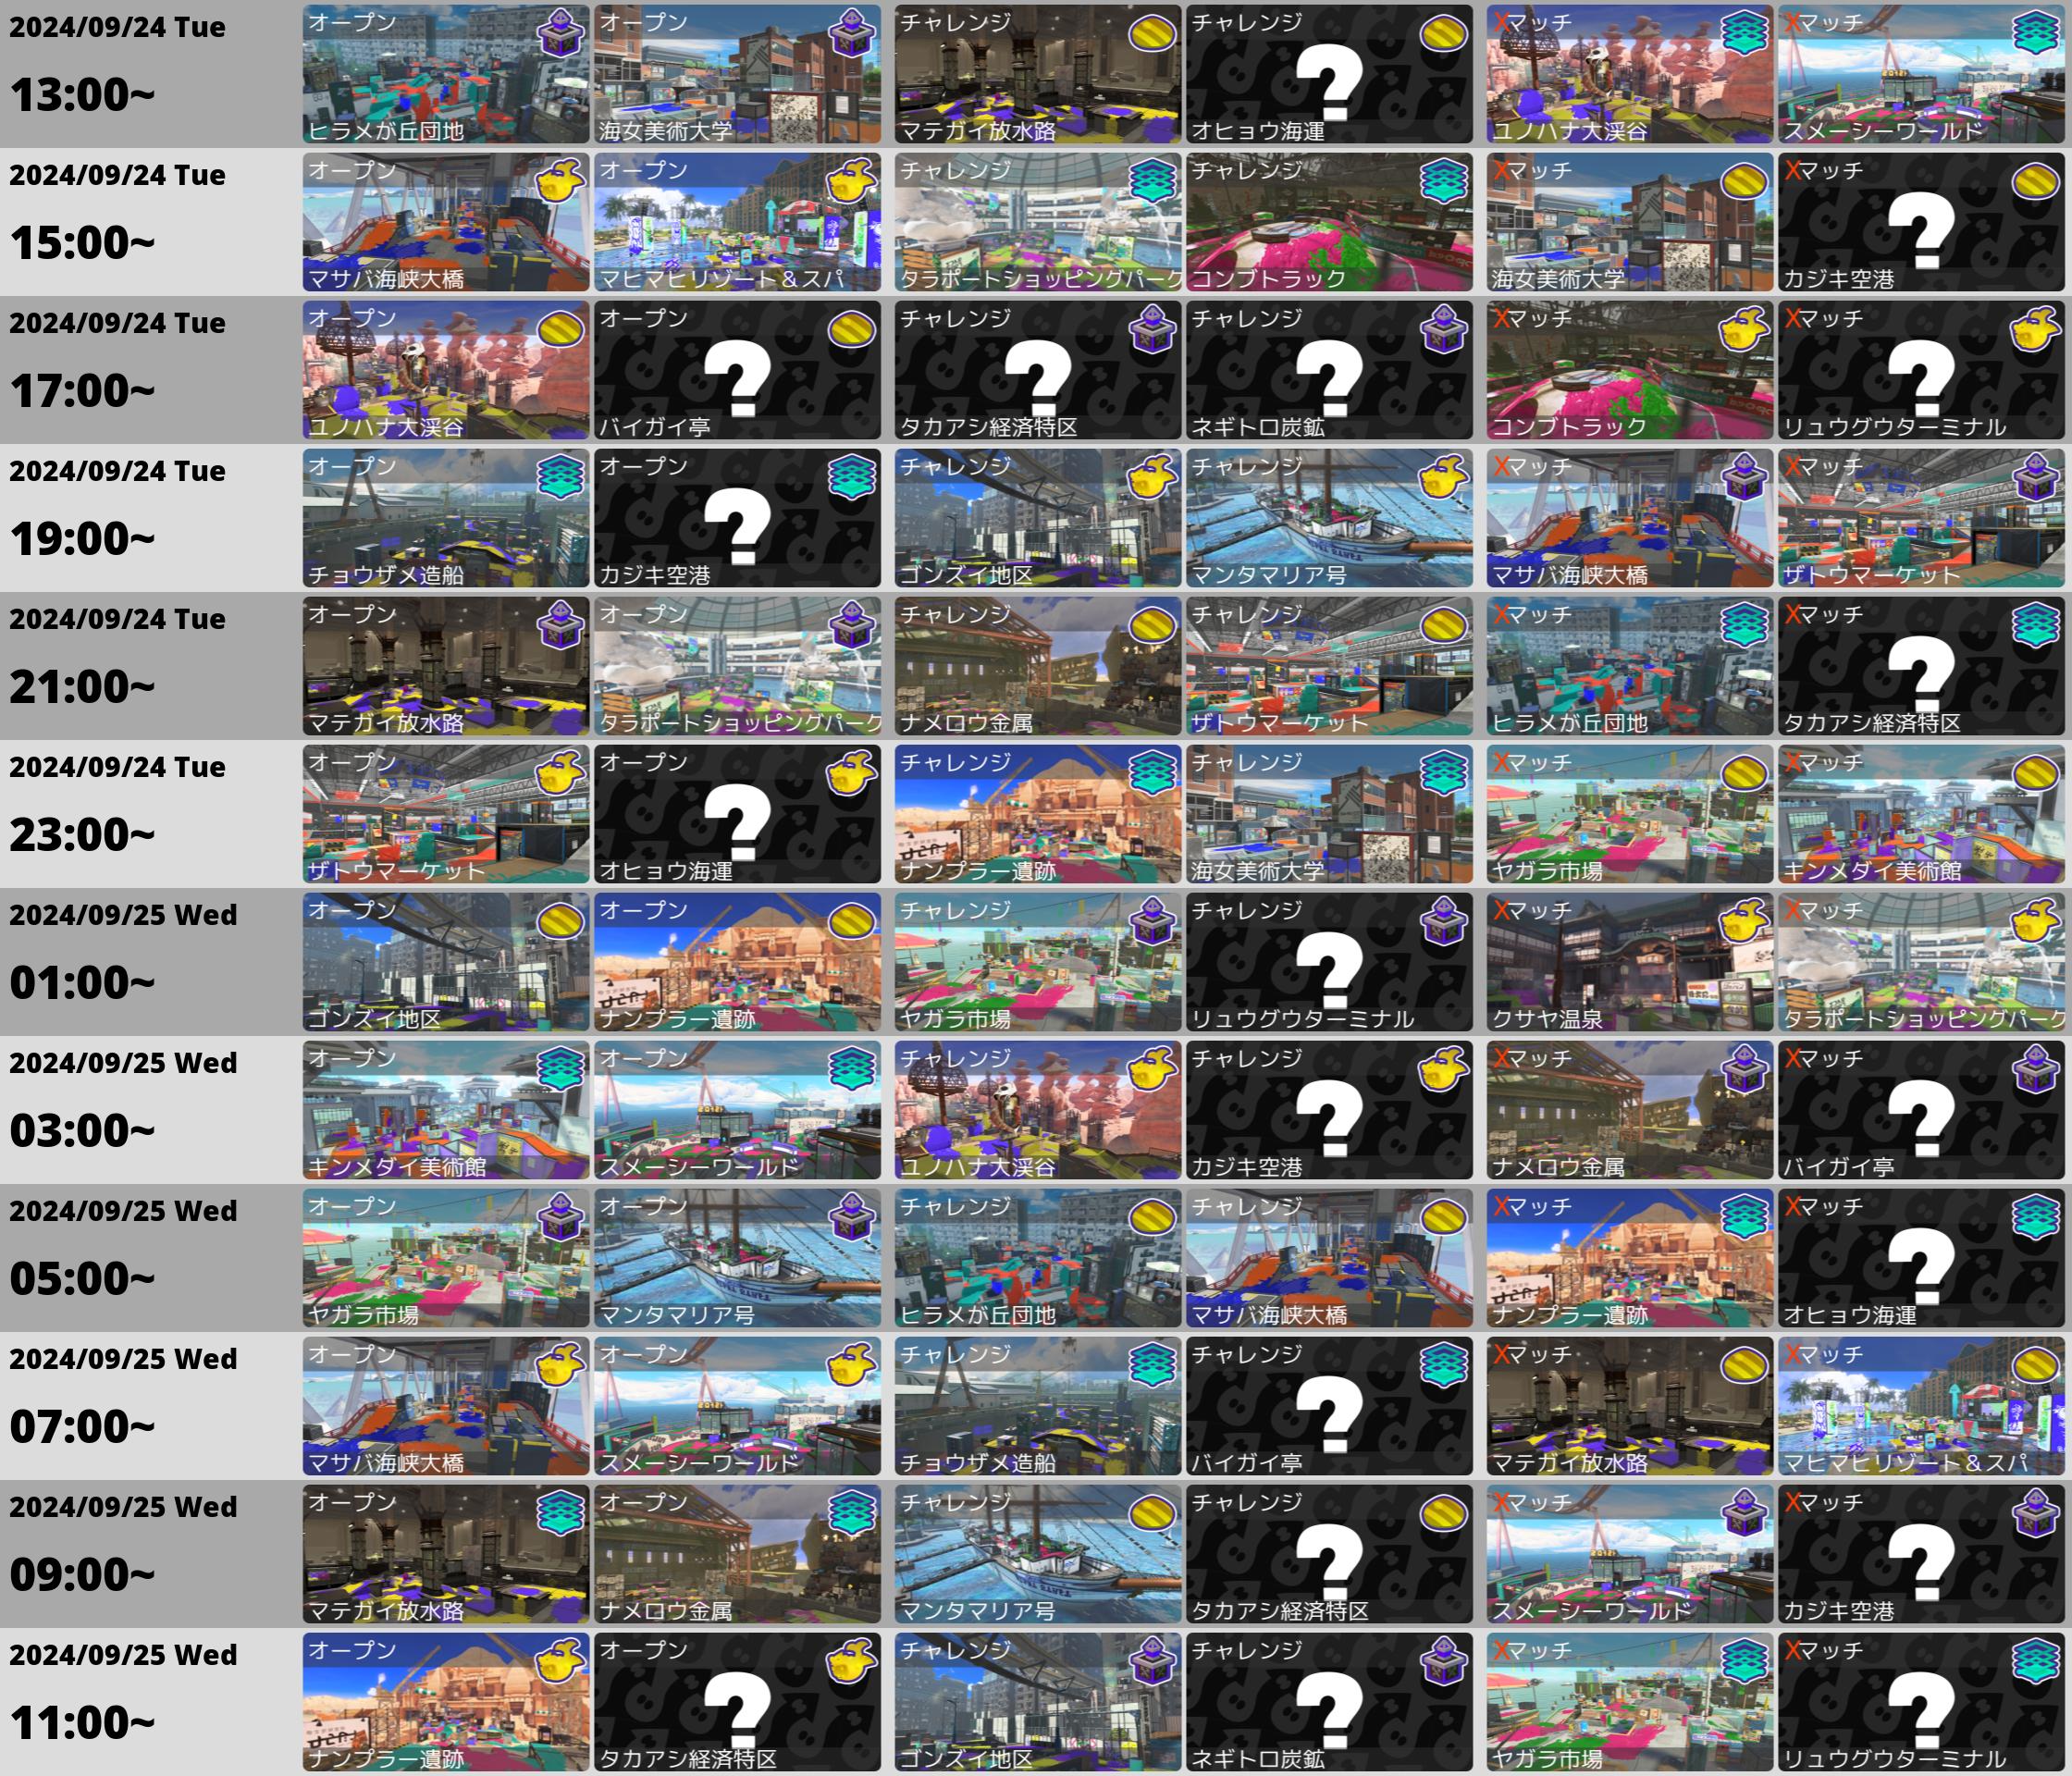 2024/09/24 Tue
13:00~
オープン
ヒラメが丘団地
オープン
海女美術大学
チャレンジ
マテガイ放水路
チャレンジ
オヒョウ海運
Xマッチ
ユノハナ大渓谷
Xマッチ
スメーシーワールド
2024/09/24 Tue
15:00~
オープン
マサバ海峡大橋
オープン
マヒマヒリゾート&スパ
チャレンジ
タラポートショッピングパーク
チャレンジ
コンブトラック
Xマッチ
海女美術大学
Xマッチ
カジキ空港
2024/09/24 Tue
17:00~
オープン
ユノハナ大渓谷
オープン
バイガイ亭
チャレンジ
タカアシ経済特区
チャレンジ
ネギトロ炭鉱
Xマッチ
コンブトラック
Xマッチ
リュウグウターミナル
2024/09/24 Tue
19:00~
オープン
チョウザメ造船
オープン
カジキ空港
チャレンジ
ゴンズイ地区
チャレンジ
マンタマリア号
Xマッチ
マサバ海峡大橋
Xマッチ
ザトウマーケット
2024/09/24 Tue
21:00~
オープン
マテガイ放水路
オープン
タラポートショッピングパーク
チャレンジ
ナメロウ金属
チャレンジ
ザトウマーケット
Xマッチ
ヒラメが丘団地
Xマッチ
タカアシ経済特区
2024/09/24 Tue
23:00~
オープン
ザトウマーケット
オープン
オヒョウ海運
チャレンジ
ナンプラー遺跡
チャレンジ
海女美術大学
Xマッチ
ヤガラ市場
Xマッチ
キンメダイ美術館
2024/09/25 Wed
01:00~
オープン
ゴンズイ地区
オープン
ナンプラー遺跡
チャレンジ
ヤガラ市場
チャレンジ
リュウグウターミナル
Xマッチ
クサヤ温泉
Xマッチ
タラポートショッピングパーク
2024/09/25 Wed
03:00~
オープン
キンメダイ美術館
オープン
スメーシーワールド
チャレンジ
ユノハナ大渓谷
チャレンジ
カジキ空港
Xマッチ
ナメロウ金属
Xマッチ
バイガイ亭
2024/09/25 Wed
05:00~
オープン
ヤガラ市場
オープン
マンタマリア号
チャレンジ
ヒラメが丘団地
チャレンジ
マサバ海峡大橋
Xマッチ
ナンプラー遺跡
Xマッチ
オヒョウ海運
2024/09/25 Wed
07:00~
オープン
マサバ海峡大橋
オープン
スメーシーワールド
チャレンジ
チョウザメ造船
チャレンジ
バイガイ亭
Xマッチ
マテガイ放水路
Xマッチ
マヒマヒリゾート&スパ
2024/09/25 Wed
09:00~
オープン
マテガイ放水路
オープン
ナメロウ金属
チャレンジ
マンタマリア号
チャレンジ
タカアシ経済特区
Xマッチ
スメーシーワールド
Xマッチ
カジキ空港
2024/09/25 Wed
11:00~
オープン
ナンプラー遺跡
オープン
タカアシ経済特区
チャレンジ
ゴンズイ地区
チャレンジ
ネギトロ炭鉱
Xマッチ
ヤガラ市場
Xマッチ
リュウグウターミナル